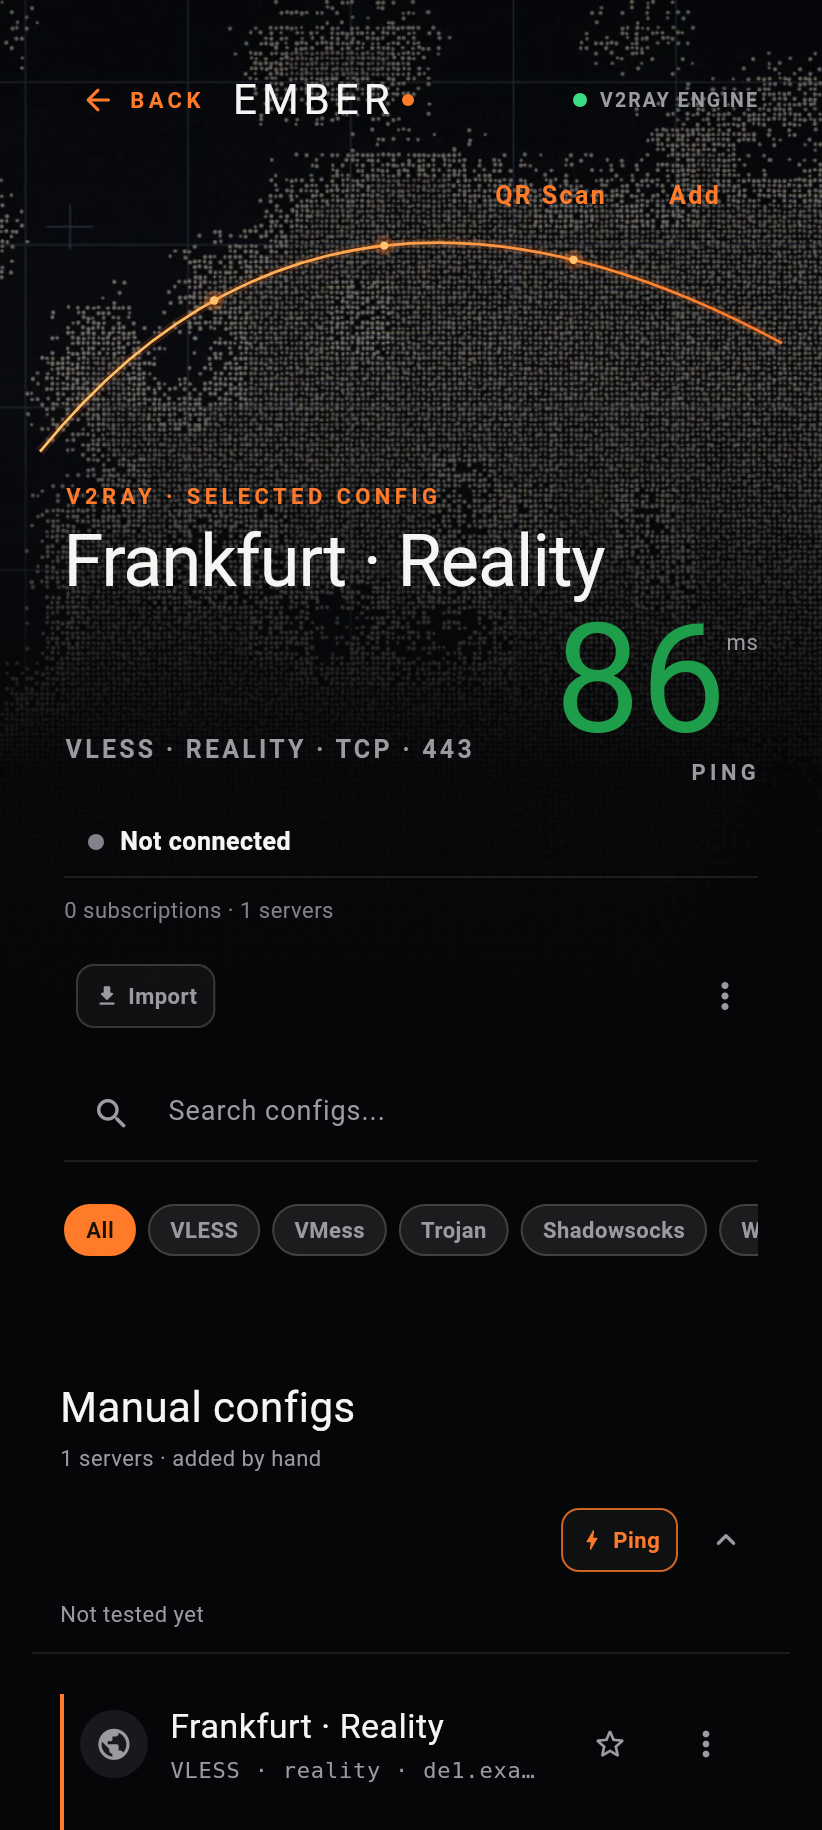 BACK EMBER V2RAY ENGINE
QR Scan Add
V2RAY · SELECTED CONFIG
Frankfurt · Reality
86 ms
VLESS · REALITY · TCP · 443
PING
Not connected
0 subscriptions · 1 servers
Import
Search configs...
All VLESS VMess Trojan Shadowsocks W
Manual configs
1 servers · added by hand
Ping
Not tested yet
Frankfurt · Reality
VLESS · reality · de1.exa…